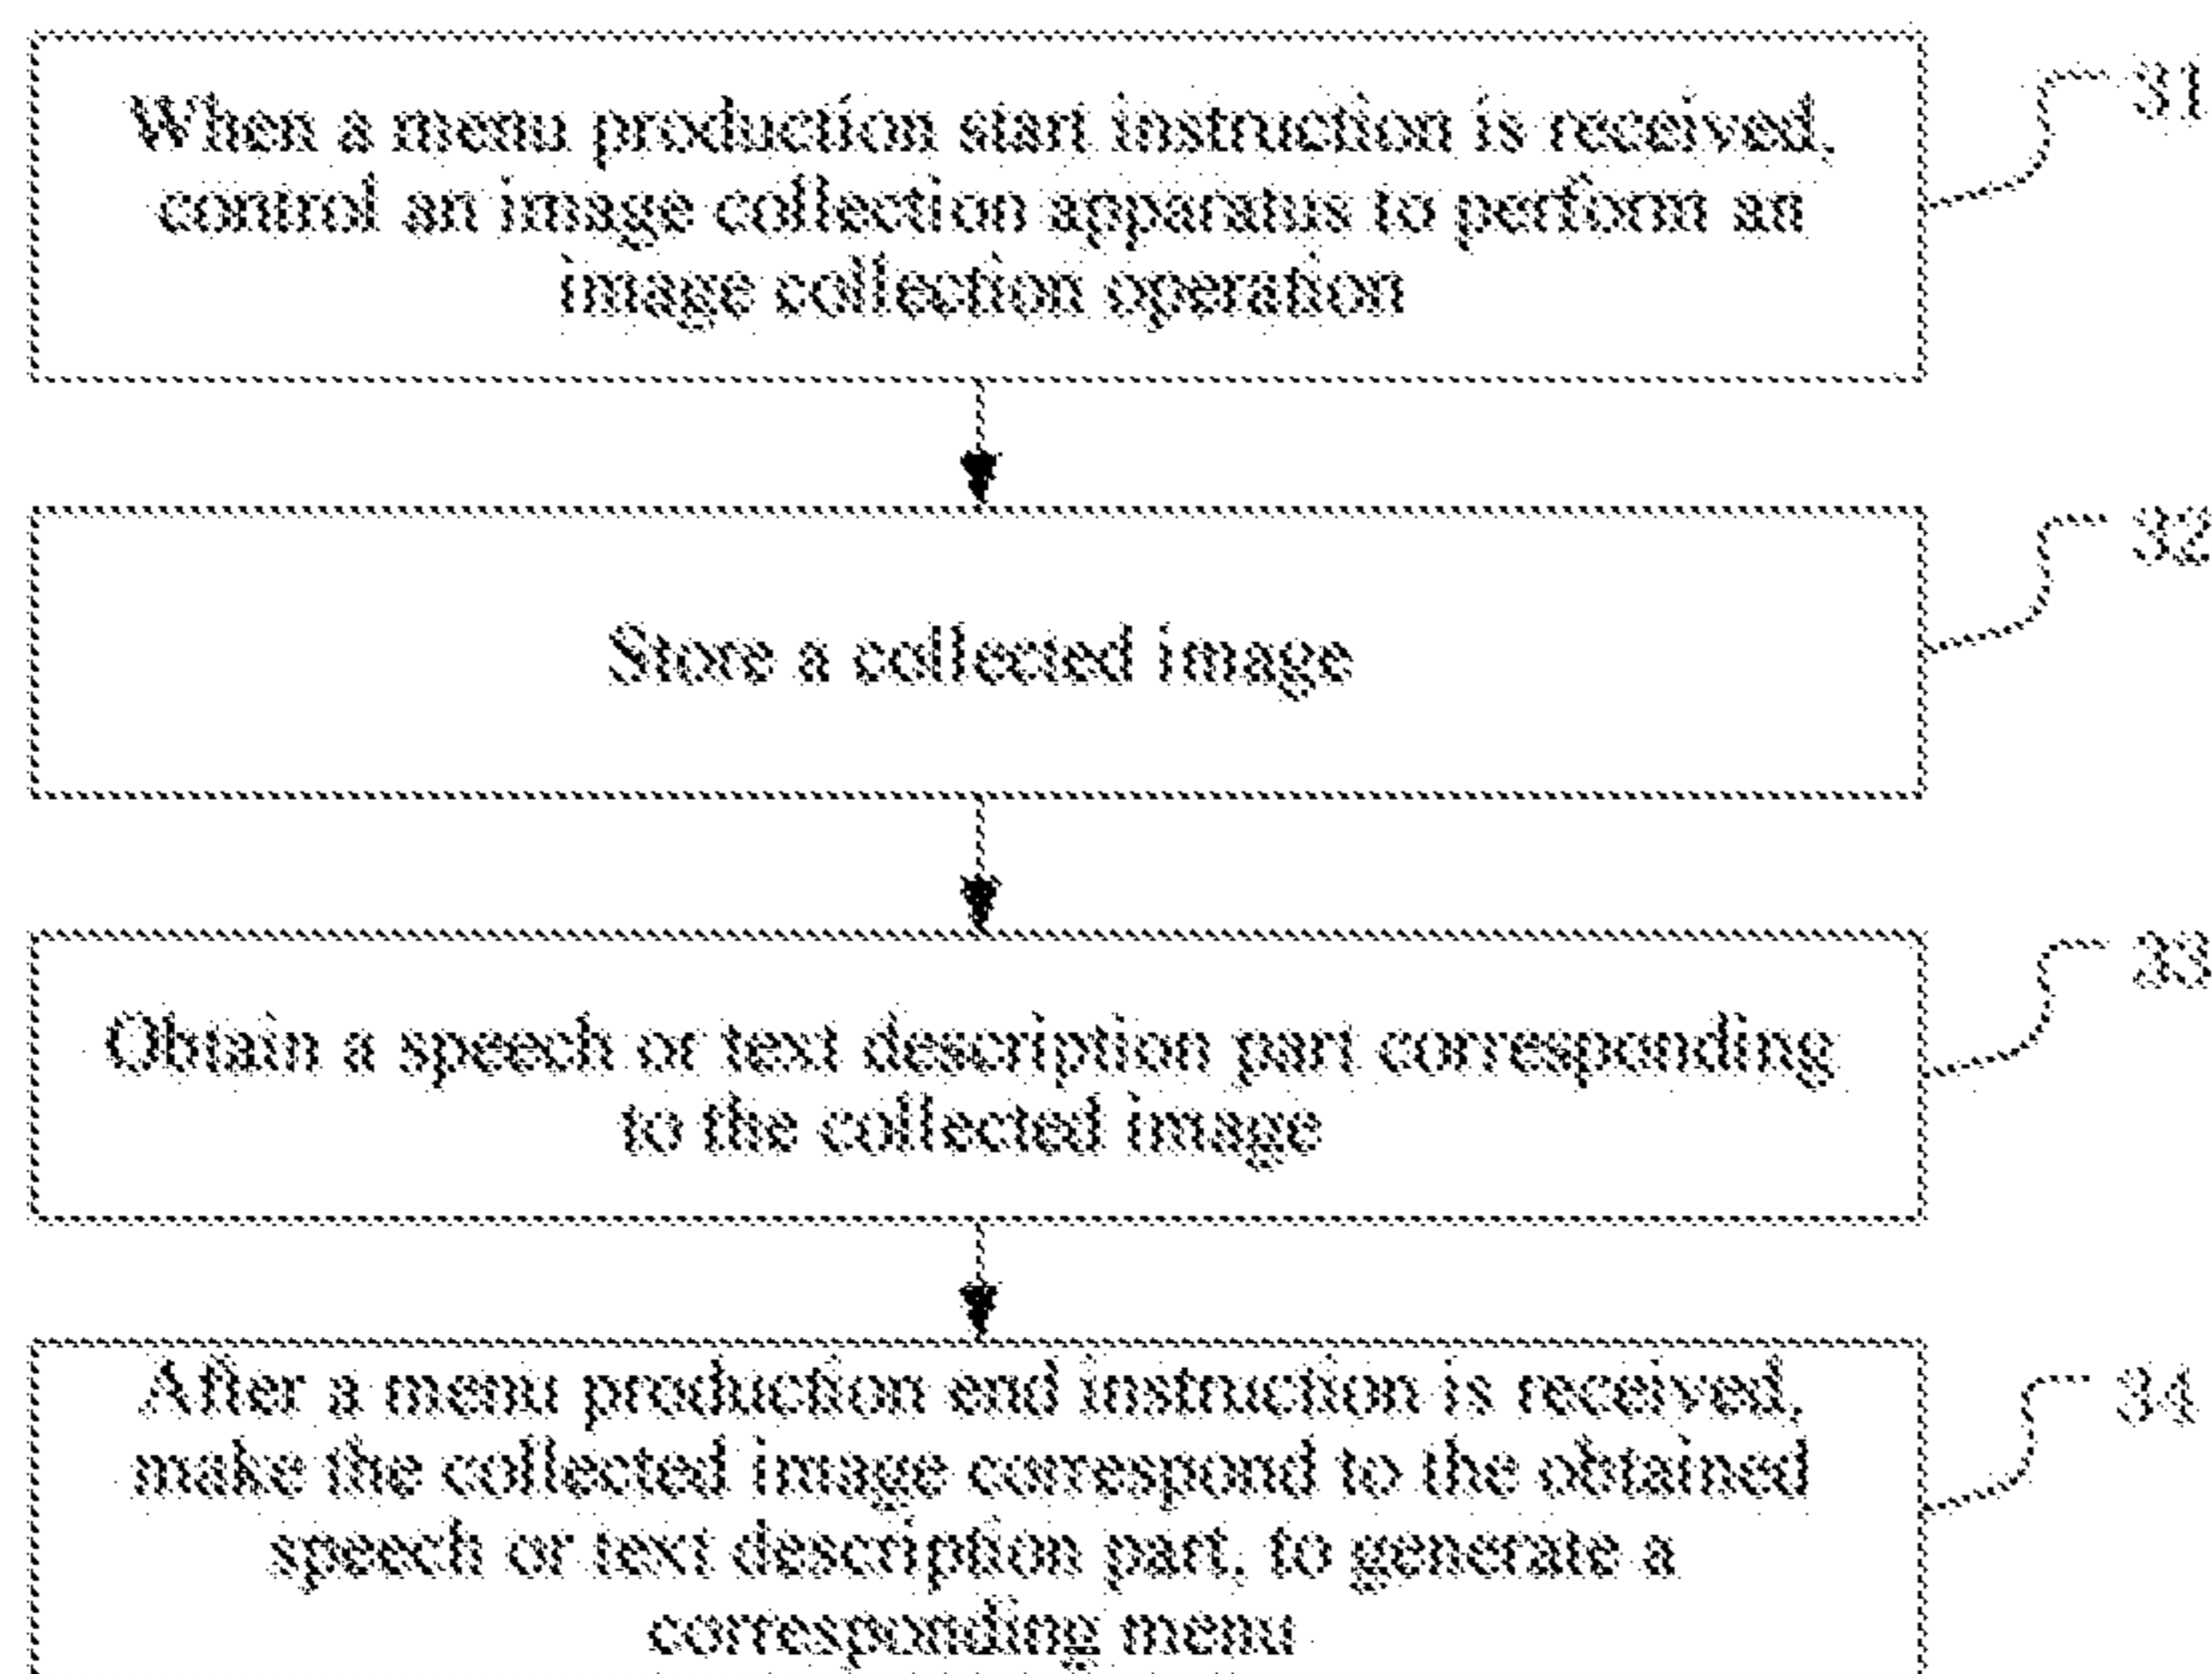 When a menu production start instruction is received,
control an image collection apparatus to perform an
image collection operation
31
Store a collected image
32
Obtain a speech or text description part corresponding
to the collected image
33
After a menu production end instruction is received,
make the collected image correspond to the obtained
speech or text description part, to generate a
corresponding menu
34